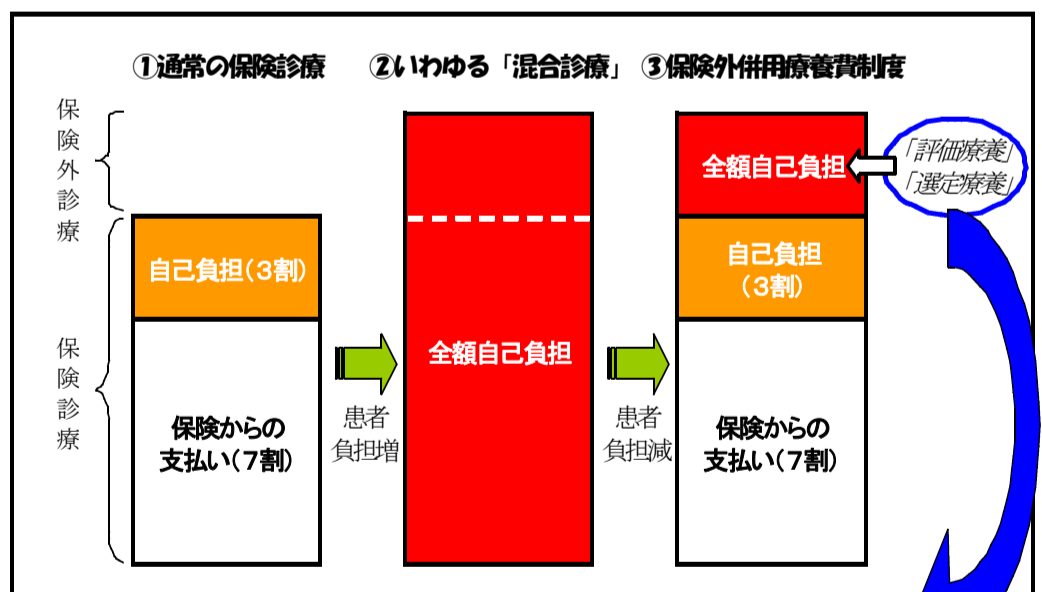 ①通常の保険診療
②いわゆる「混合診療」
③保険外併用療養費制度
保険外診療
保険診療
自己負担(3割)
保険からの
支払い(7割)
患者
負担増
全額自己負担
患者
負担減
全額自己負担
自己負担
(3割)
保険からの
支払い(7割)
「評価療養」
「選定療養」